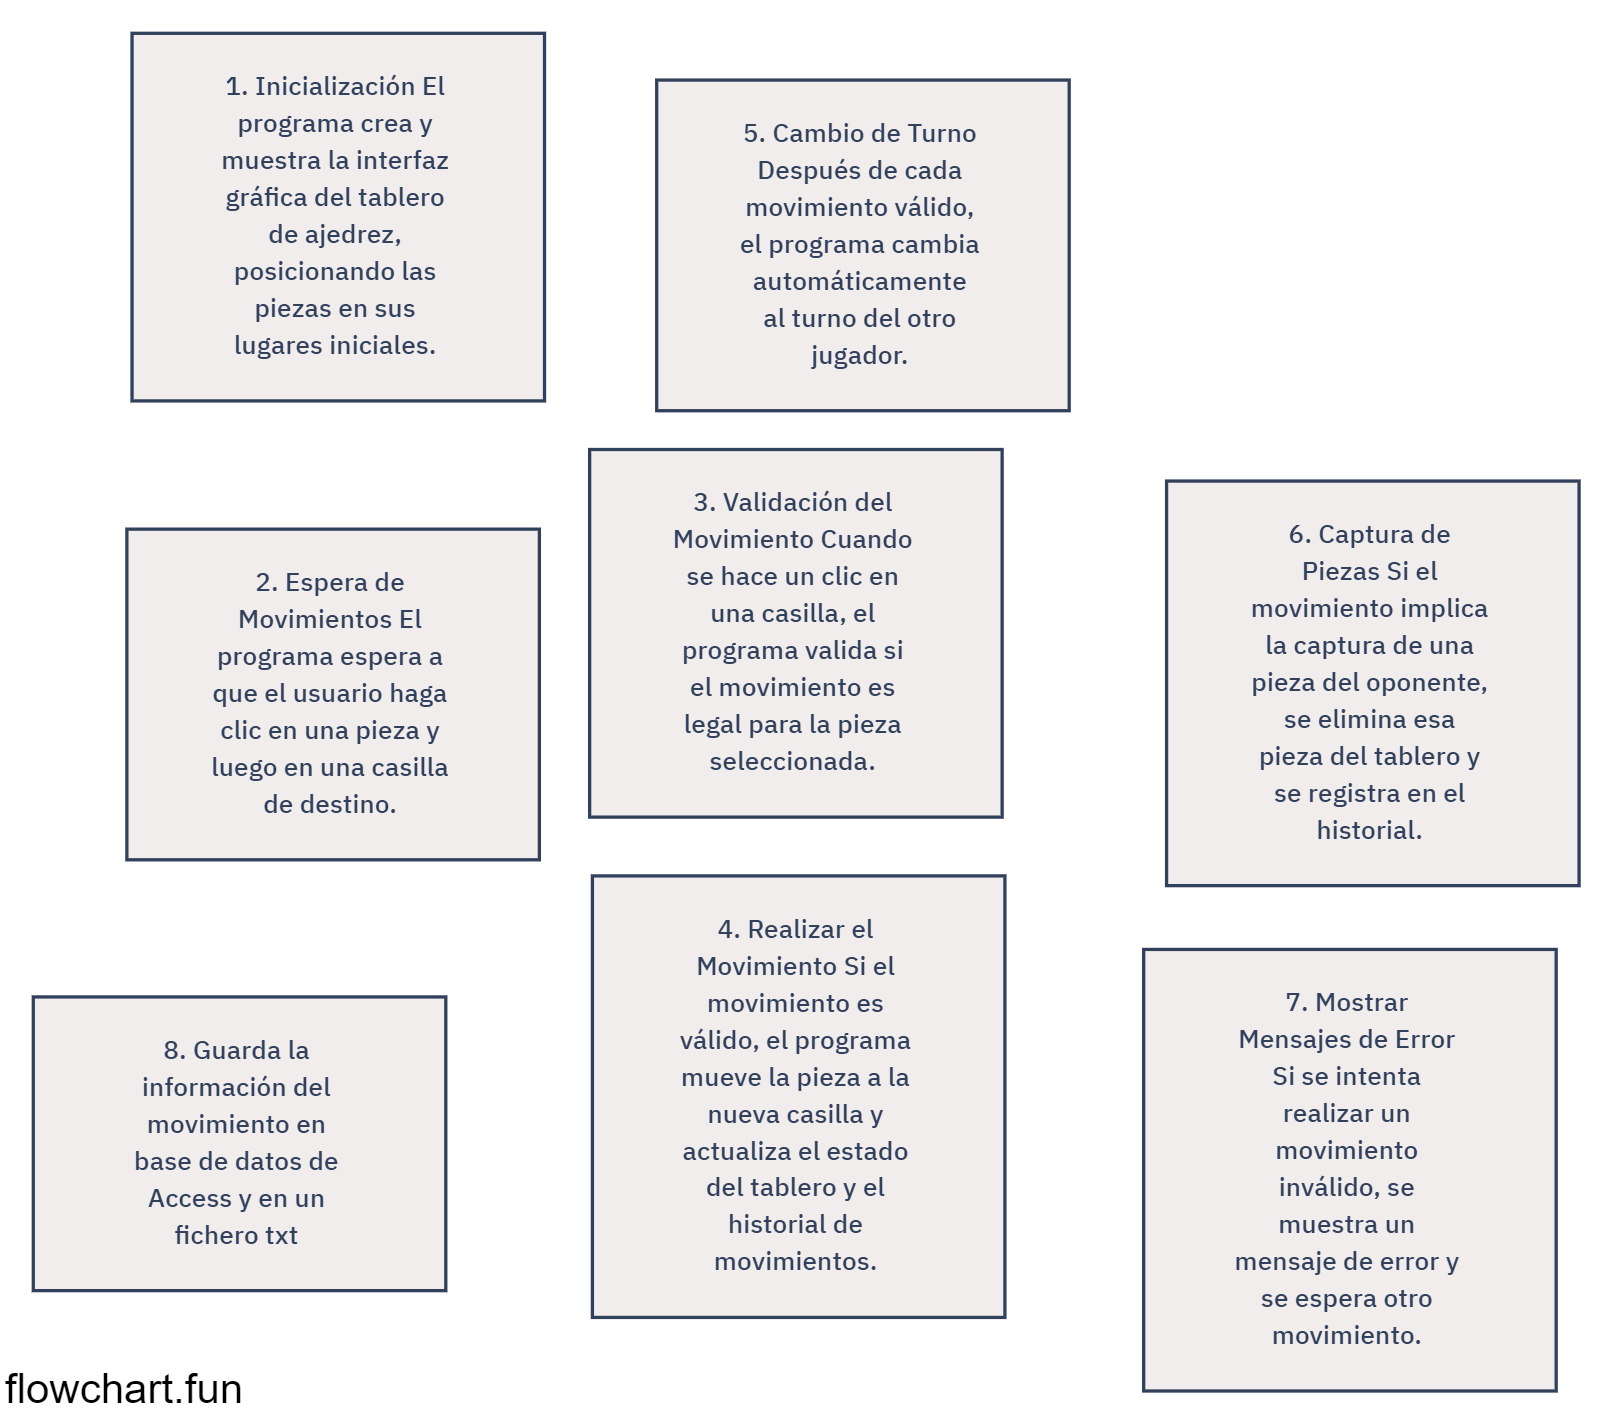 1. Inicialización El
programa crea y
muestra la interfaz
gráfica del tablero
de ajedrez,
posicionando las
piezas en sus
lugares iniciales.
5. Cambio de Turno
Después de cada
movimiento válido,
el programa cambia
automáticamente
al turno del otro
jugador.
3. Validación del
Movimiento Cuando
se hace un clic en
una casilla, el
programa valida si
el movimiento es
legal para la pieza
seleccionada.
6. Captura de
Piezas Si el
movimiento implica
la captura de una
pieza del oponente,
se elimina esa
pieza del tablero y
se registra en el
historial.
2. Espera de
Movimientos El
programa espera a
que el usuario haga
clic en una pieza y
luego en una casilla
de destino.
4. Realizar el
Movimiento Si el
movimiento es
válido, el programa
mueve la pieza a la
nueva casilla y
actualiza el estado
del tablero y el
historial de
movimientos.
7. Mostrar
Mensajes de Error
Si se intenta
realizar un
movimiento
inválido, se
muestra un
mensaje de error y
se espera otro
movimiento.
8. Guarda la
información del
movimiento en
base de datos de
Access y en un
fichero txt
flowchart.fun